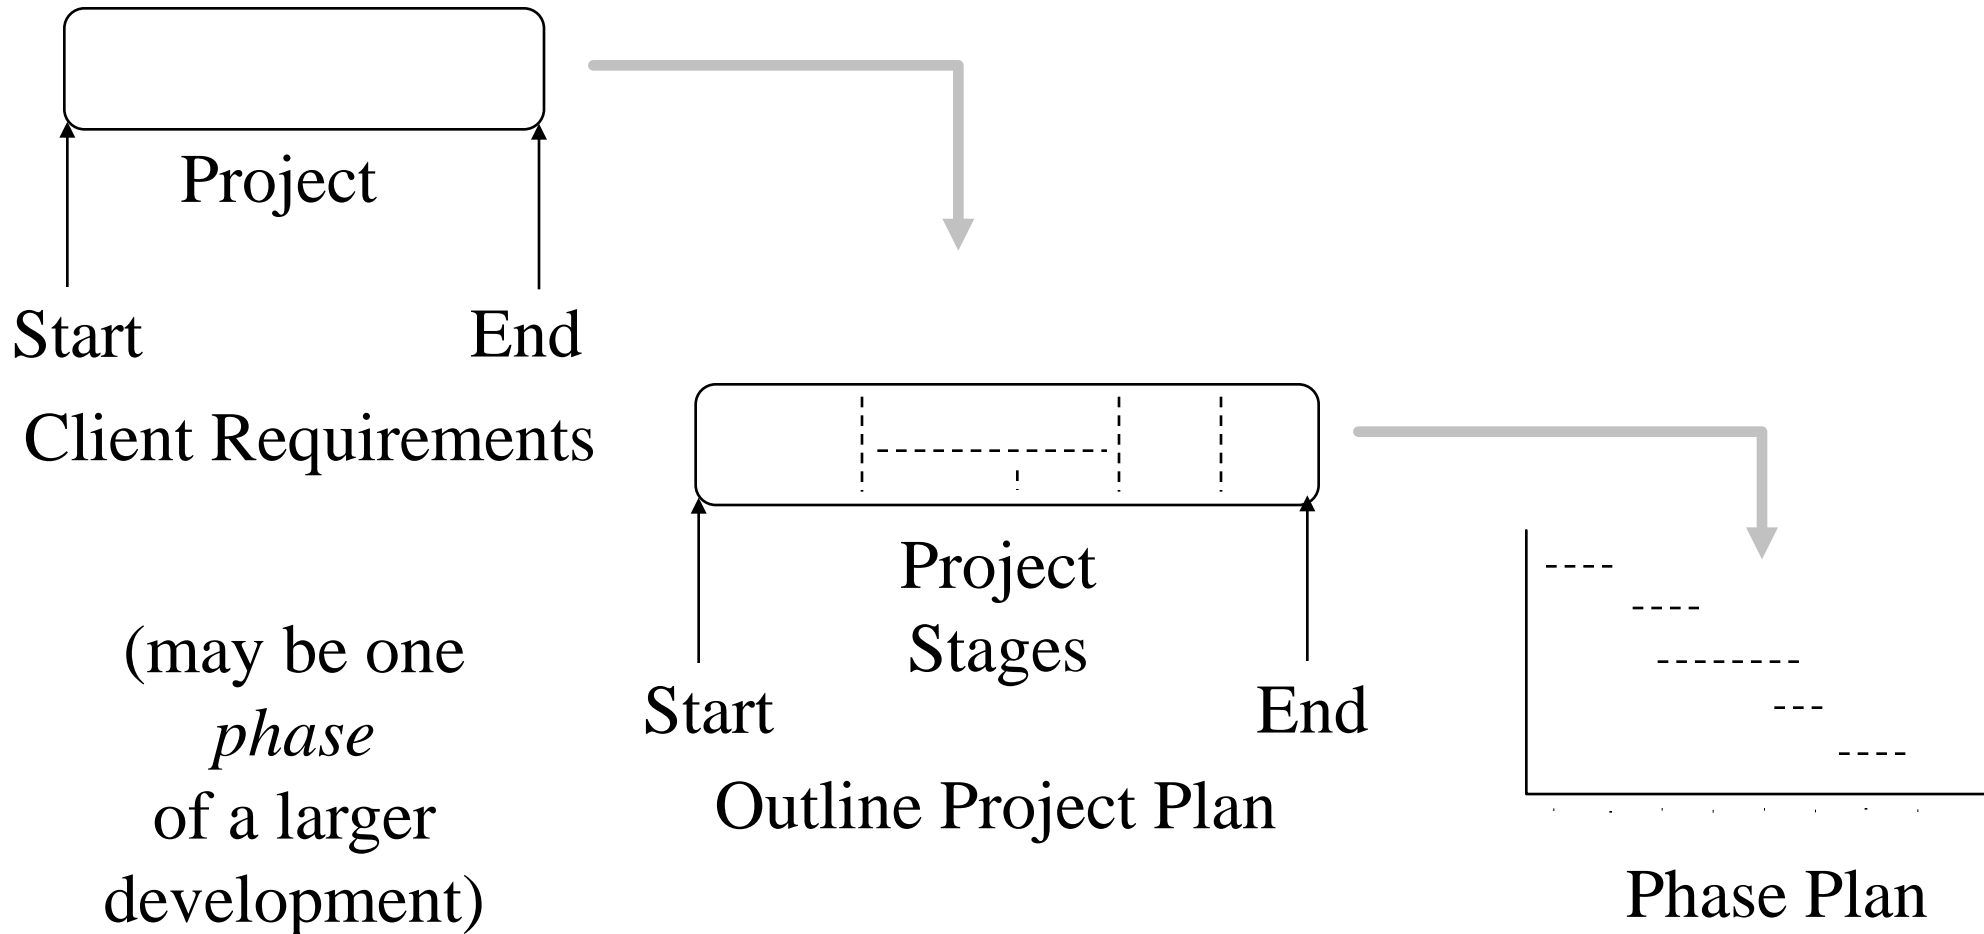 Project
Start
End
Client Requirements
(may be one
phase
of a larger
development)
Project
Stages
Start
End
Outline Project Plan
Phase Plan